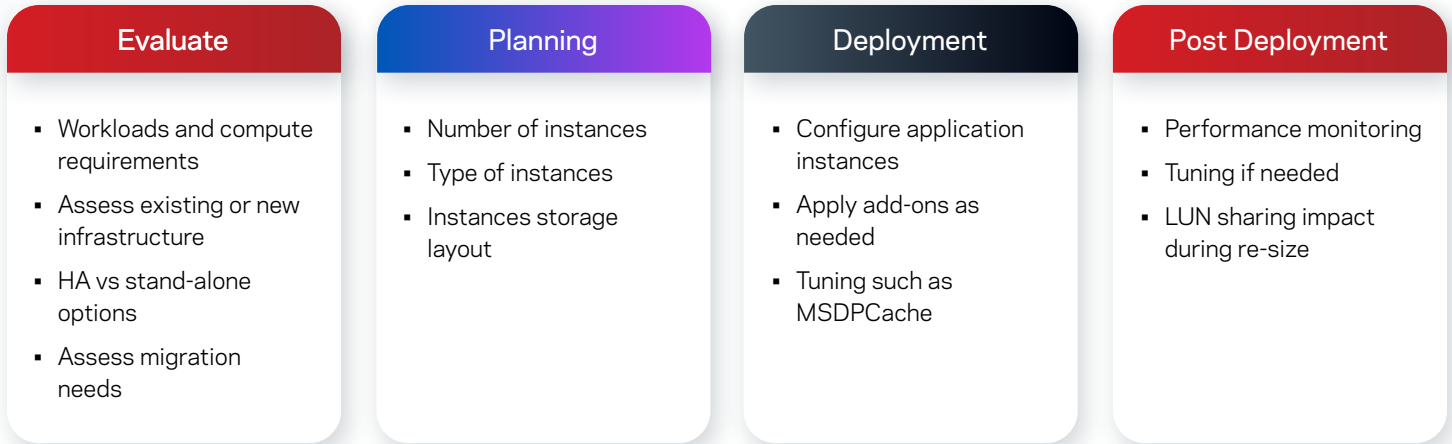 Evaluate
▪ Workloads and compute
requirements
▪ Assess existing or new
infrastructure
▪ HA vs stand-alone
options
▪ Assess migration
needs
Planning
▪ Number of instances
▪ Type of instances
▪ Instances storage
layout
Deployment
▪ Configure application
instances
▪ Apply add-ons as
needed
▪ Tuning such as
MSDPCache
Post Deployment
▪ Performance monitoring
▪ Tuning if needed
▪ LUN sharing impact
during re-size